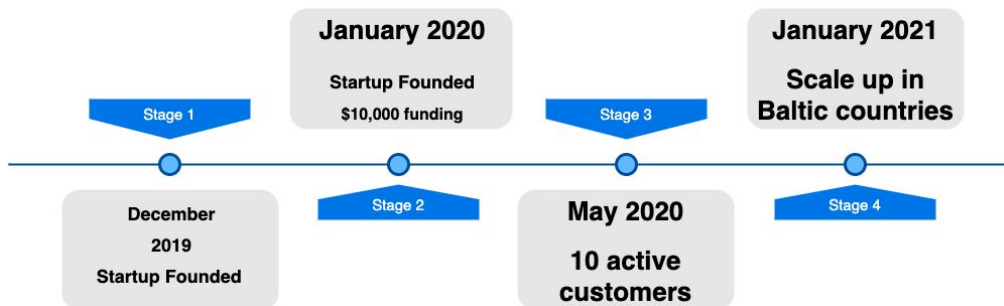 Stage 1
December
2019
Startup Founded
January 2020
Startup Founded
$10,000 funding
Stage 2
Stage 3
May 2020
10 active
customers
January 2021
Scale up in
Baltic countries
Stage 4